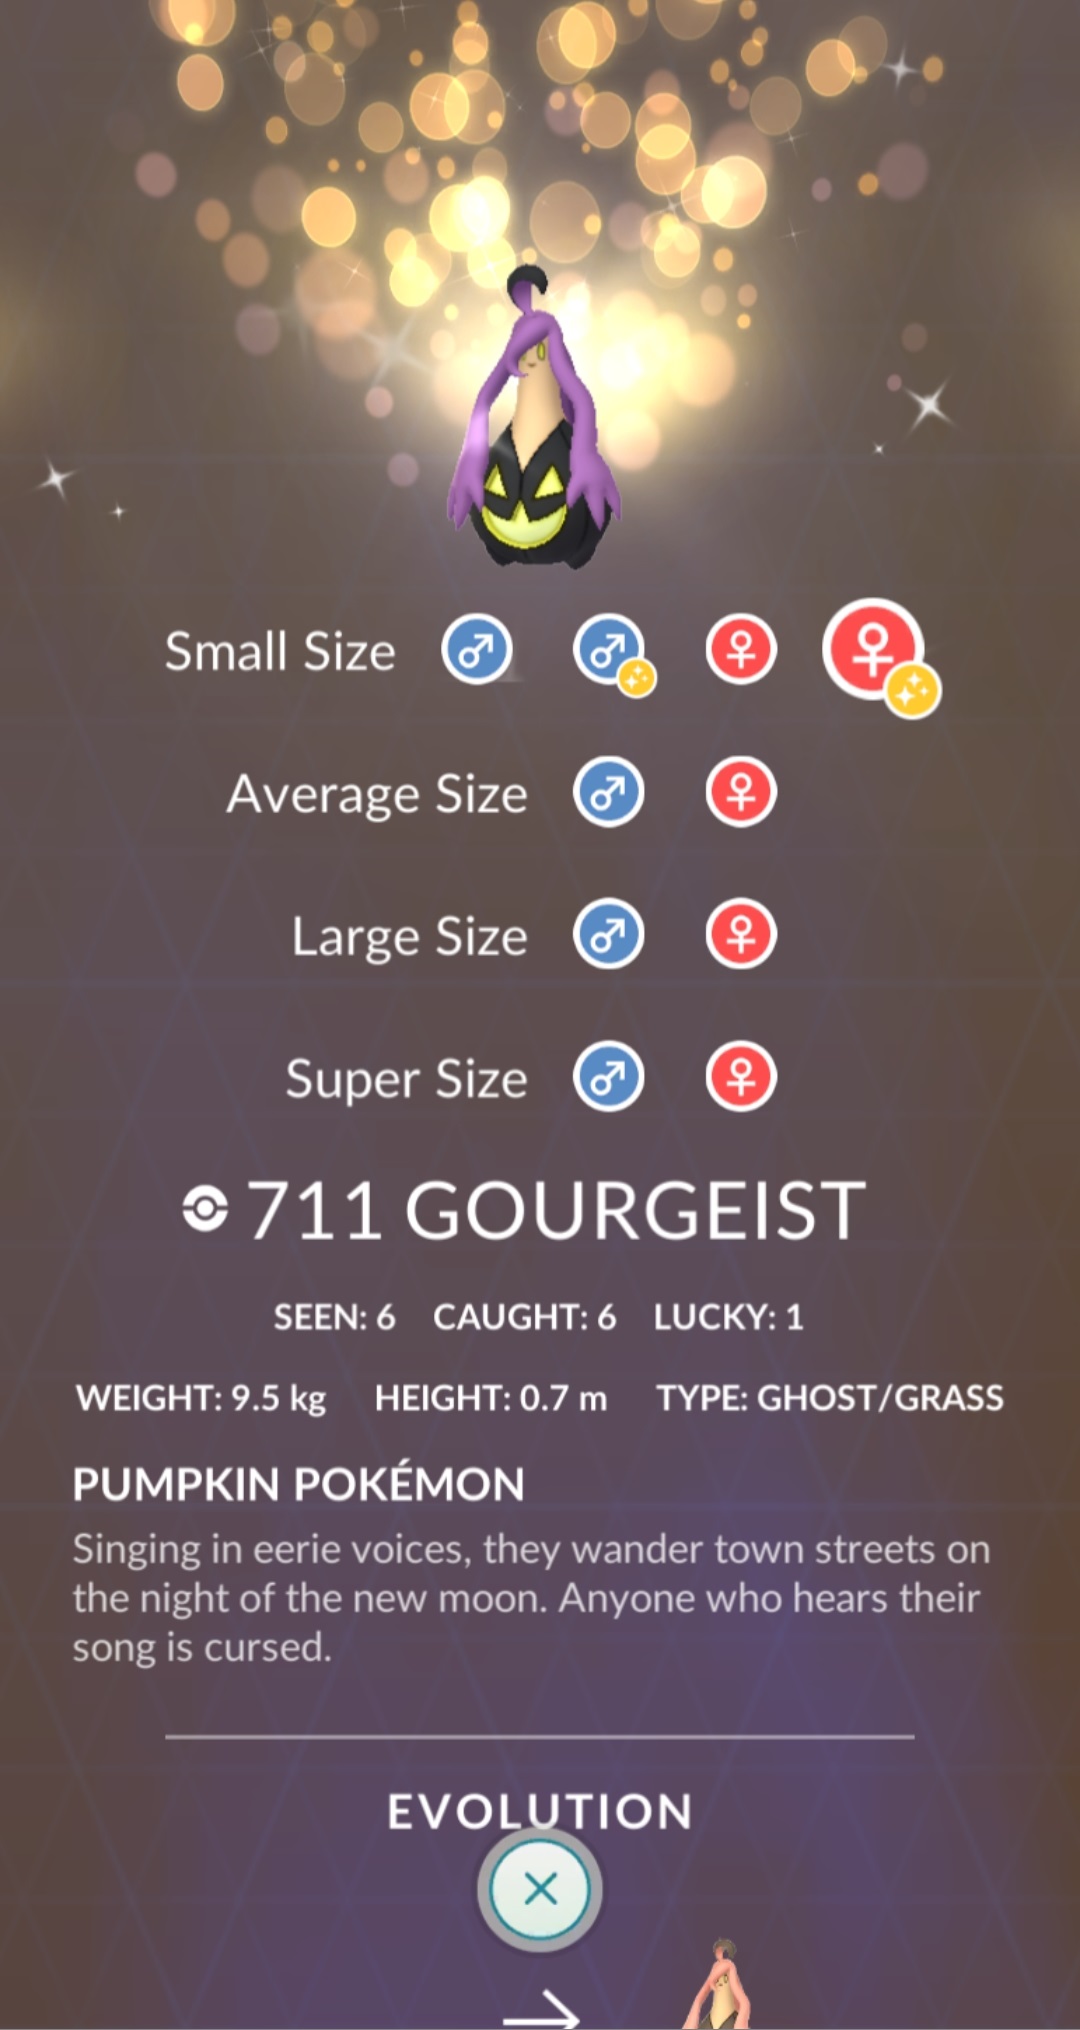 Small Size
Average Size
Large Size
Super Size
711 GOURGEIST
SEEN: 6 CAUGHT: 6 LUCKY: 1
WEIGHT: 9.5 kg HEIGHT: 0.7 m TYPE: GHOST/GRASS
PUMPKIN POKÉMON
Singing in eerie voices, they wander town streets on
the night of the new moon. Anyone who hears their
song is cursed.
EVOLUTION